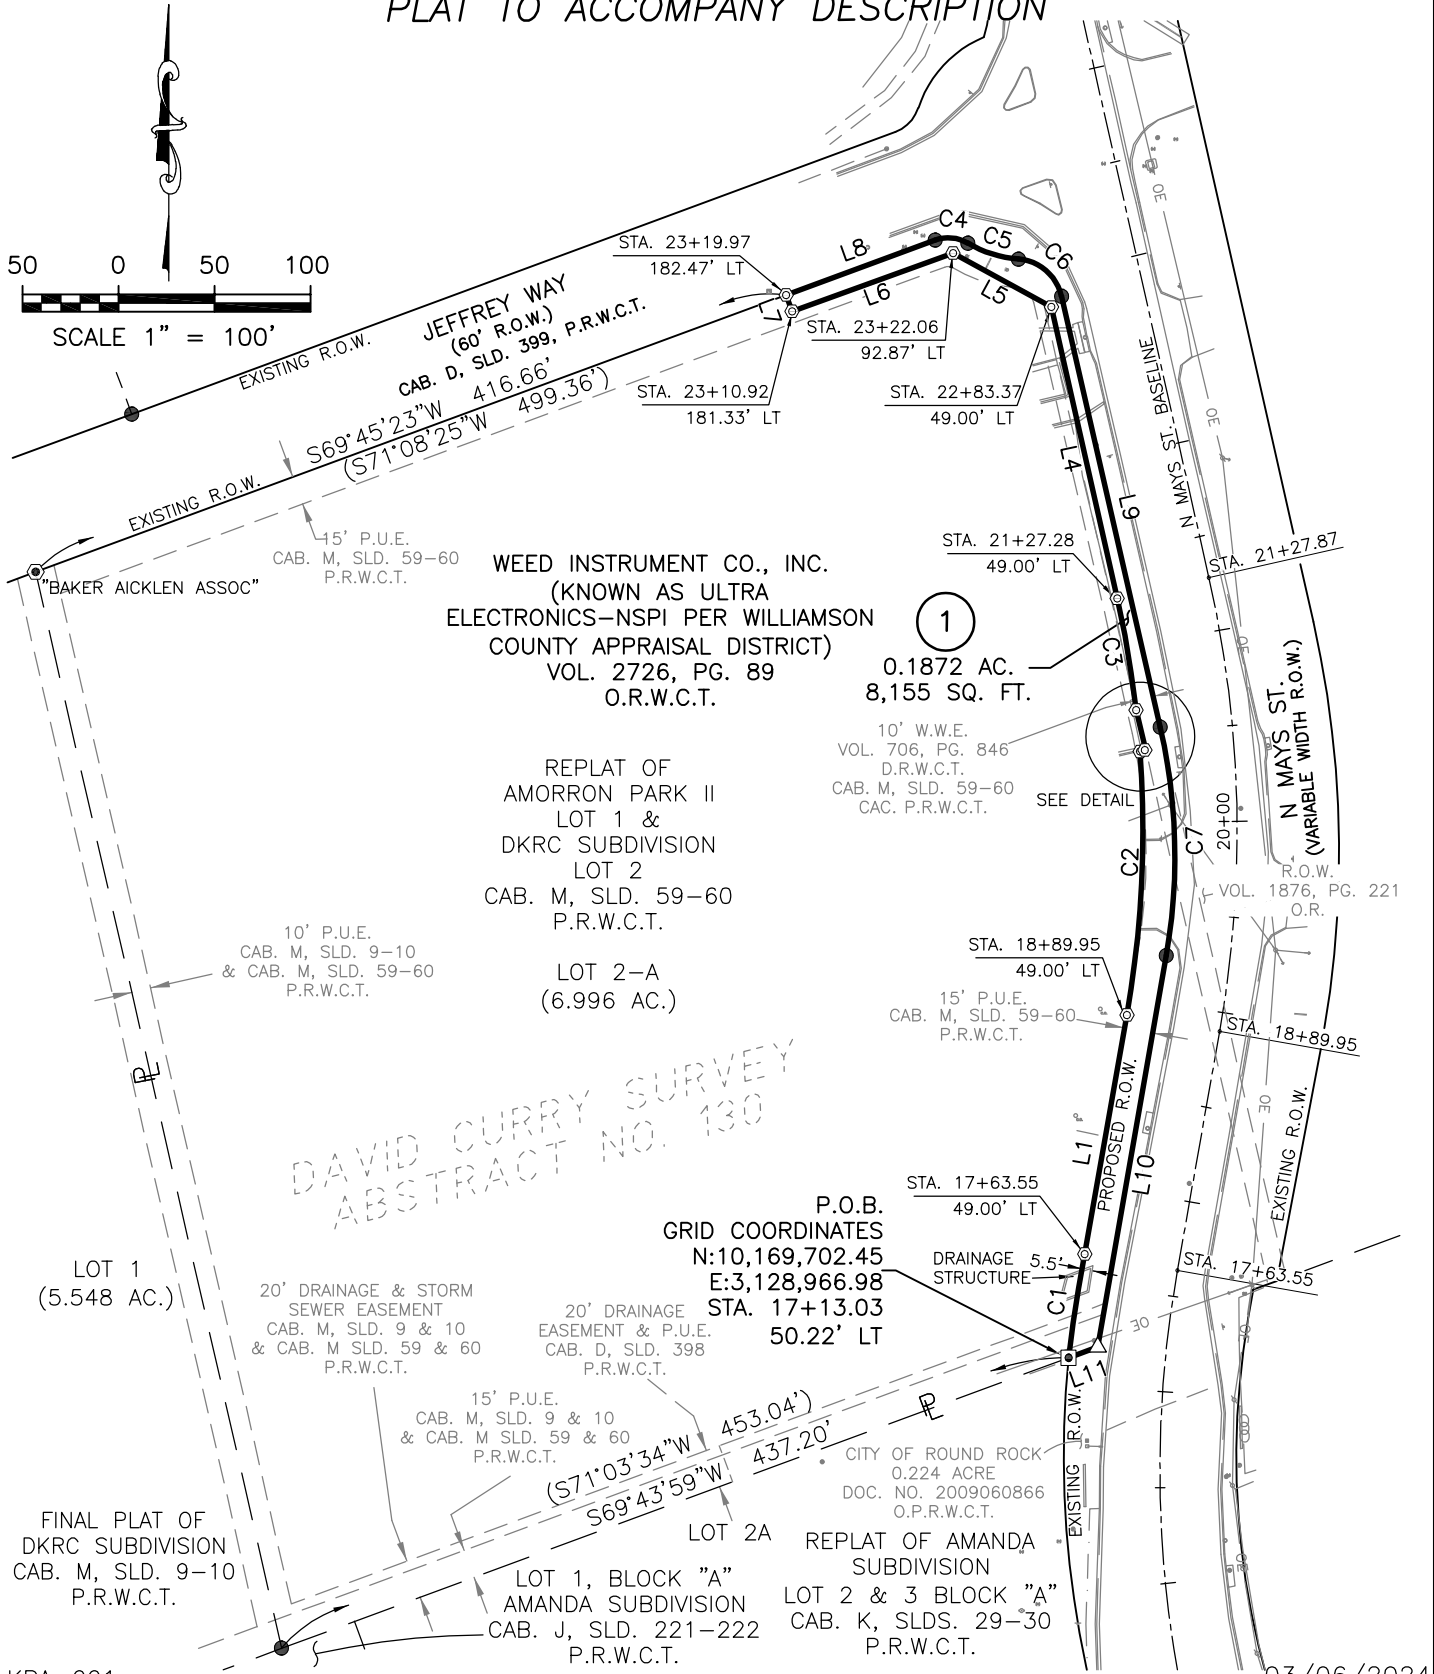 PLAT TO ACCOMPANY DESCRIPTION
50 0 50 100
SCALE 1" = 100'
EXISTING R.O.W.
JEFFREY WAY
(60' R.O.W.)
CAB. D, SLD. 399, P.R.W.C.T.
S69°45'23"W 416.66'
(S71°08'25"W 499.36')
EXISTING R.O.W.
"BAKER AICKLEN ASSOC"
15' P.U.E.
CAB. M, SLD. 59-60
P.R.W.C.T.
STA. 23+19.97
182.47' LT
L8
C4
C5
C6
L7
L6
L5
STA. 23+22.06
92.87' LT
STA. 23+10.92
181.33' LT
STA. 22+83.37
49.00' LT
L4
L9
OE
OE
N MAYS ST. BASELINE
STA. 21+27.28
49.00' LT
STA. 21+27.87
WEED INSTRUMENT CO., INC.
(KNOWN AS ULTRA
ELECTRONICS-NSPI PER WILLIAMSON
COUNTY APPRAISAL DISTRICT)
VOL. 2726, PG. 89
O.R.W.C.T.
1
0.1872 AC.
8,155 SQ. FT.
C3
OE
N MAYS ST.
(VARIABLE WIDTH R.O.W.)
10' W.W.E.
VOL. 706, PG. 846
D.R.W.C.T.
CAB. M, SLD. 59-60
CAC. P.R.W.C.T.
SEE DETAIL
REPLAT OF
AMORRON PARK II
LOT 1 &
DKRC SUBDIVISION
LOT 2
CAB. M, SLD. 59-60
P.R.W.C.T.
LOT 2-A
(6.996 AC.)
C2
C7
20+00
R.O.W.
VOL. 1876, PG. 221
O.R.
10' P.U.E.
CAB. M, SLD. 9-10
& CAB. M, SLD. 59-60
P.R.W.C.T.
STA. 18+89.95
49.00' LT
15' P.U.E.
CAB. M, SLD. 59-60
P.R.W.C.T.
STA. 18+89.95
PL
DAVID CURRY SURVEY
ABSTRACT NO. 130
L1
PROPOSED R.O.W.
L10
OE
EXISTING R.O.W.
STA. 17+63.55
49.00' LT
P.O.B.
GRID COORDINATES
N:10,169,702.45
E:3,128,966.98
STA. 17+13.03
50.22' LT
DRAINAGE
STRUCTURE
5.5'
STA. 17+63.55
C1
OE
L11
LOT 1
(5.548 AC.)
20' DRAINAGE & STORM
SEWER EASEMENT
CAB. M, SLD. 9 & 10
& CAB. M SLD. 59 & 60
P.R.W.C.T.
20' DRAINAGE
EASEMENT & P.U.E.
CAB. D, SLD. 398
P.R.W.C.T.
15' P.U.E.
CAB. M, SLD. 9 & 10
& CAB. M SLD. 59 & 60
P.R.W.C.T.
(S71°03'34"W 453.04')
S69°43'59"W 437.20'
PL
EXISTING R.O.W.
CITY OF ROUND ROCK
0.224 ACRE
DOC. NO. 2009060866
O.P.R.W.C.T.
OE
OE
FINAL PLAT OF
DKRC SUBDIVISION
CAB. M, SLD. 9-10
P.R.W.C.T.
LOT 2A
LOT 1, BLOCK "A"
AMANDA SUBDIVISION
CAB. J, SLD. 221-222
P.R.W.C.T.
REPLAT OF AMANDA
SUBDIVISION
LOT 2 & 3 BLOCK "A"
CAB. K, SLDS. 29-30
P.R.W.C.T.
03/06/2024